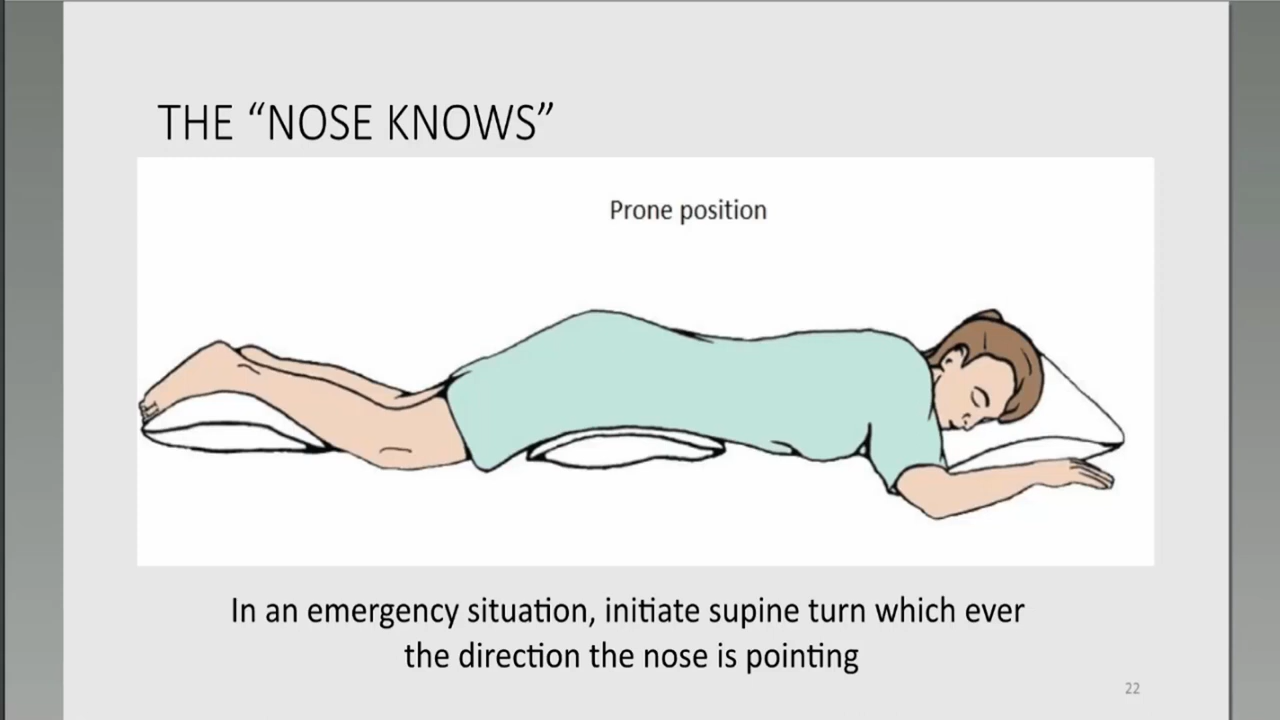 THE “NOSE KNOWS”
Prone position
In an emergency situation, initiate supine turn which ever
the direction the nose is pointing
22